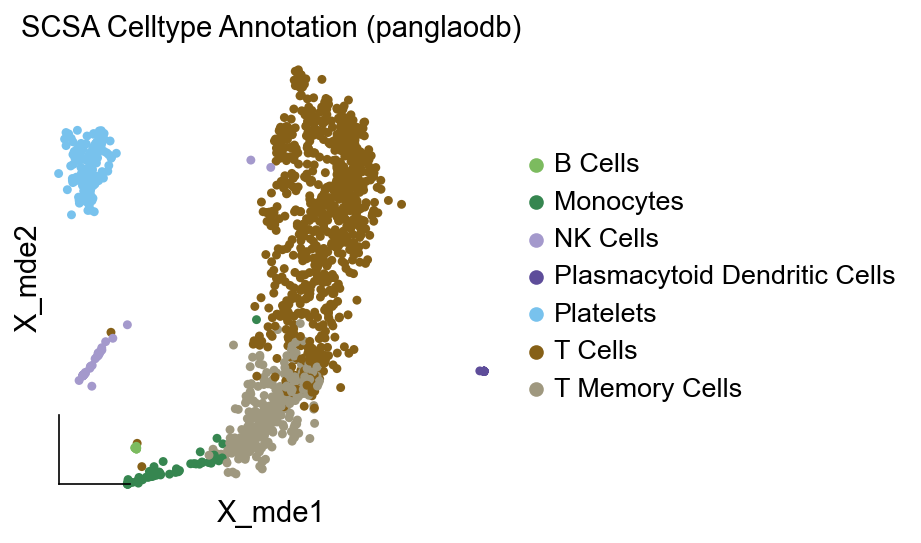 SCSA Celltype Annotation (panglaodb)
X_mde2
X_mde1
B Cells
Monocytes
NK Cells
Plasmacytoid Dendritic Cells
Platelets
T Cells
T Memory Cells